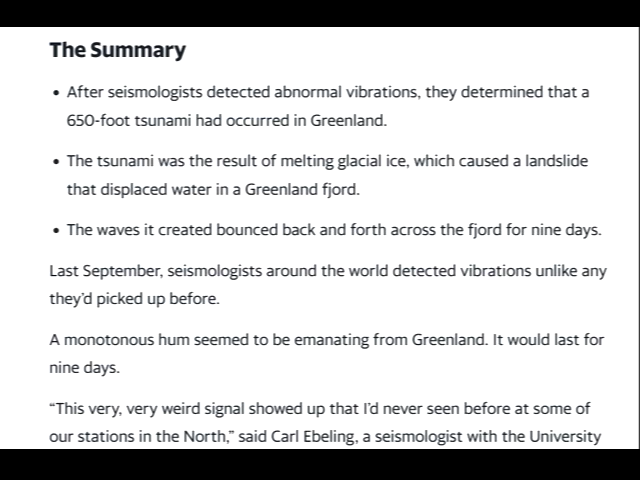 The Summary
• After seismologists detected abnormal vibrations, they determined that a
650-foot tsunami had occurred in Greenland.
• The tsunami was the result of melting glacial ice, which caused a landslide
that displaced water in a Greenland fjord.
• The waves it created bounced back and forth across the fjord for nine days.
Last September, seismologists around the world detected vibrations unlike any
they’d picked up before.
A monotonous hum seemed to be emanating from Greenland. It would last for
nine days.
“This very, very weird signal showed up that I’d never seen before at some of
our stations in the North,” said Carl Ebeling, a seismologist with the University